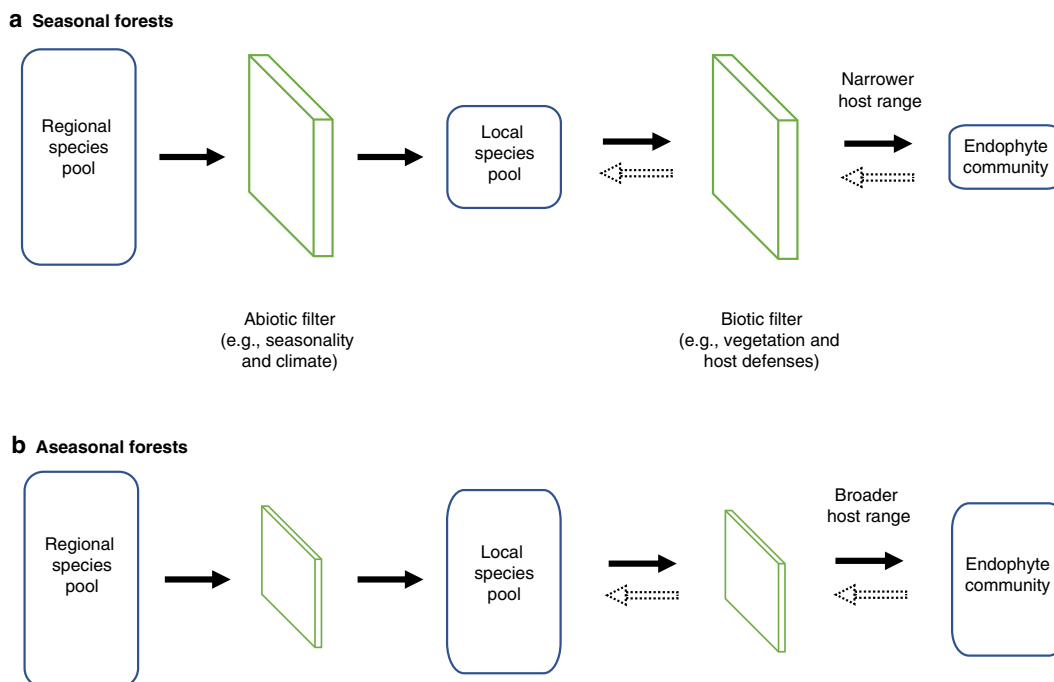 a Seasonal forests
Regional
species
pool
Local
species
pool
Narrower
host range
Endophyte
community
Abiotic filter
(e.g., seasonality
and climate)
Biotic filter
(e.g., vegetation and
host defenses)
b Aseasonal forests
Regional
species
pool
Local
species
pool
Broader
host range
Endophyte
community